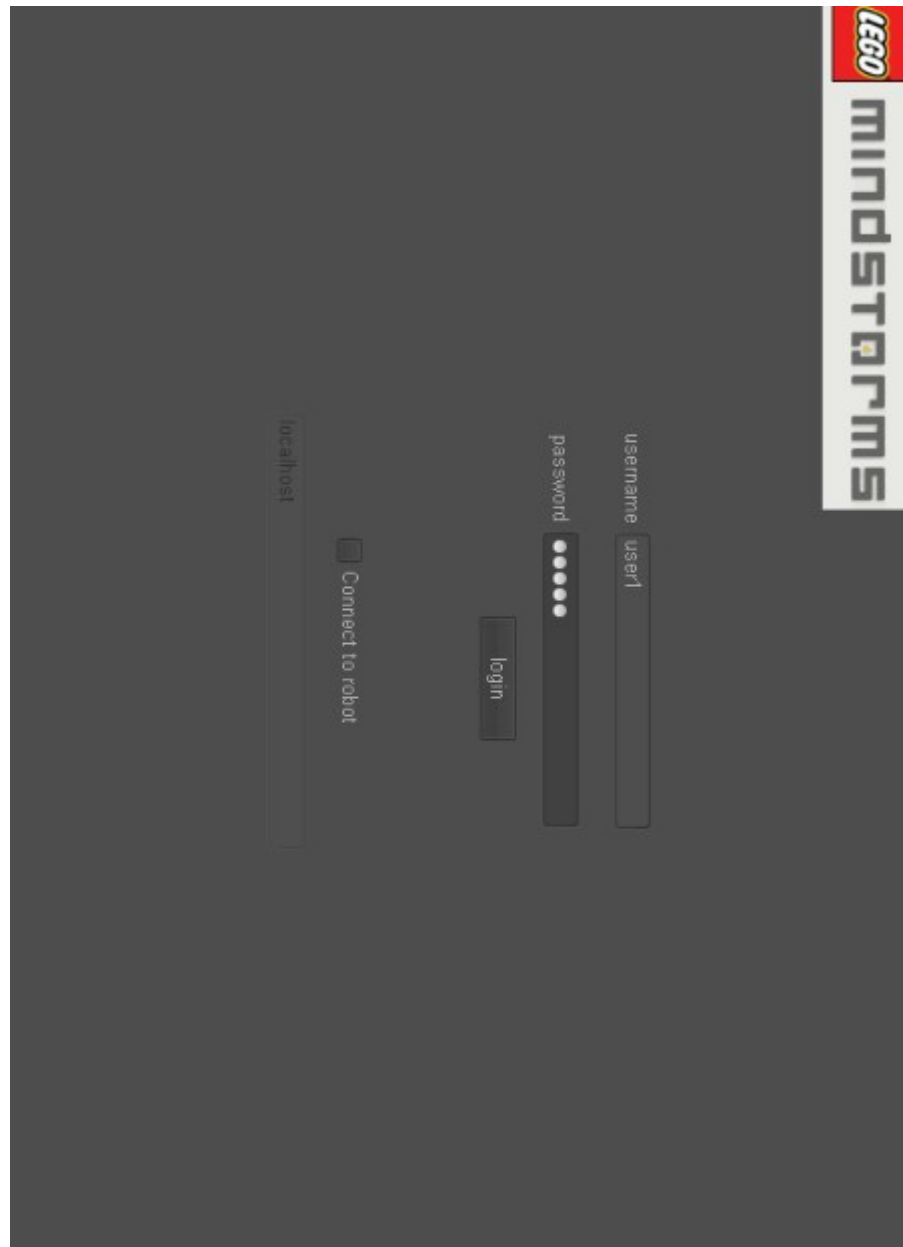 LEGO mindstorms
username user1
password
login
Connect to robot
localhost